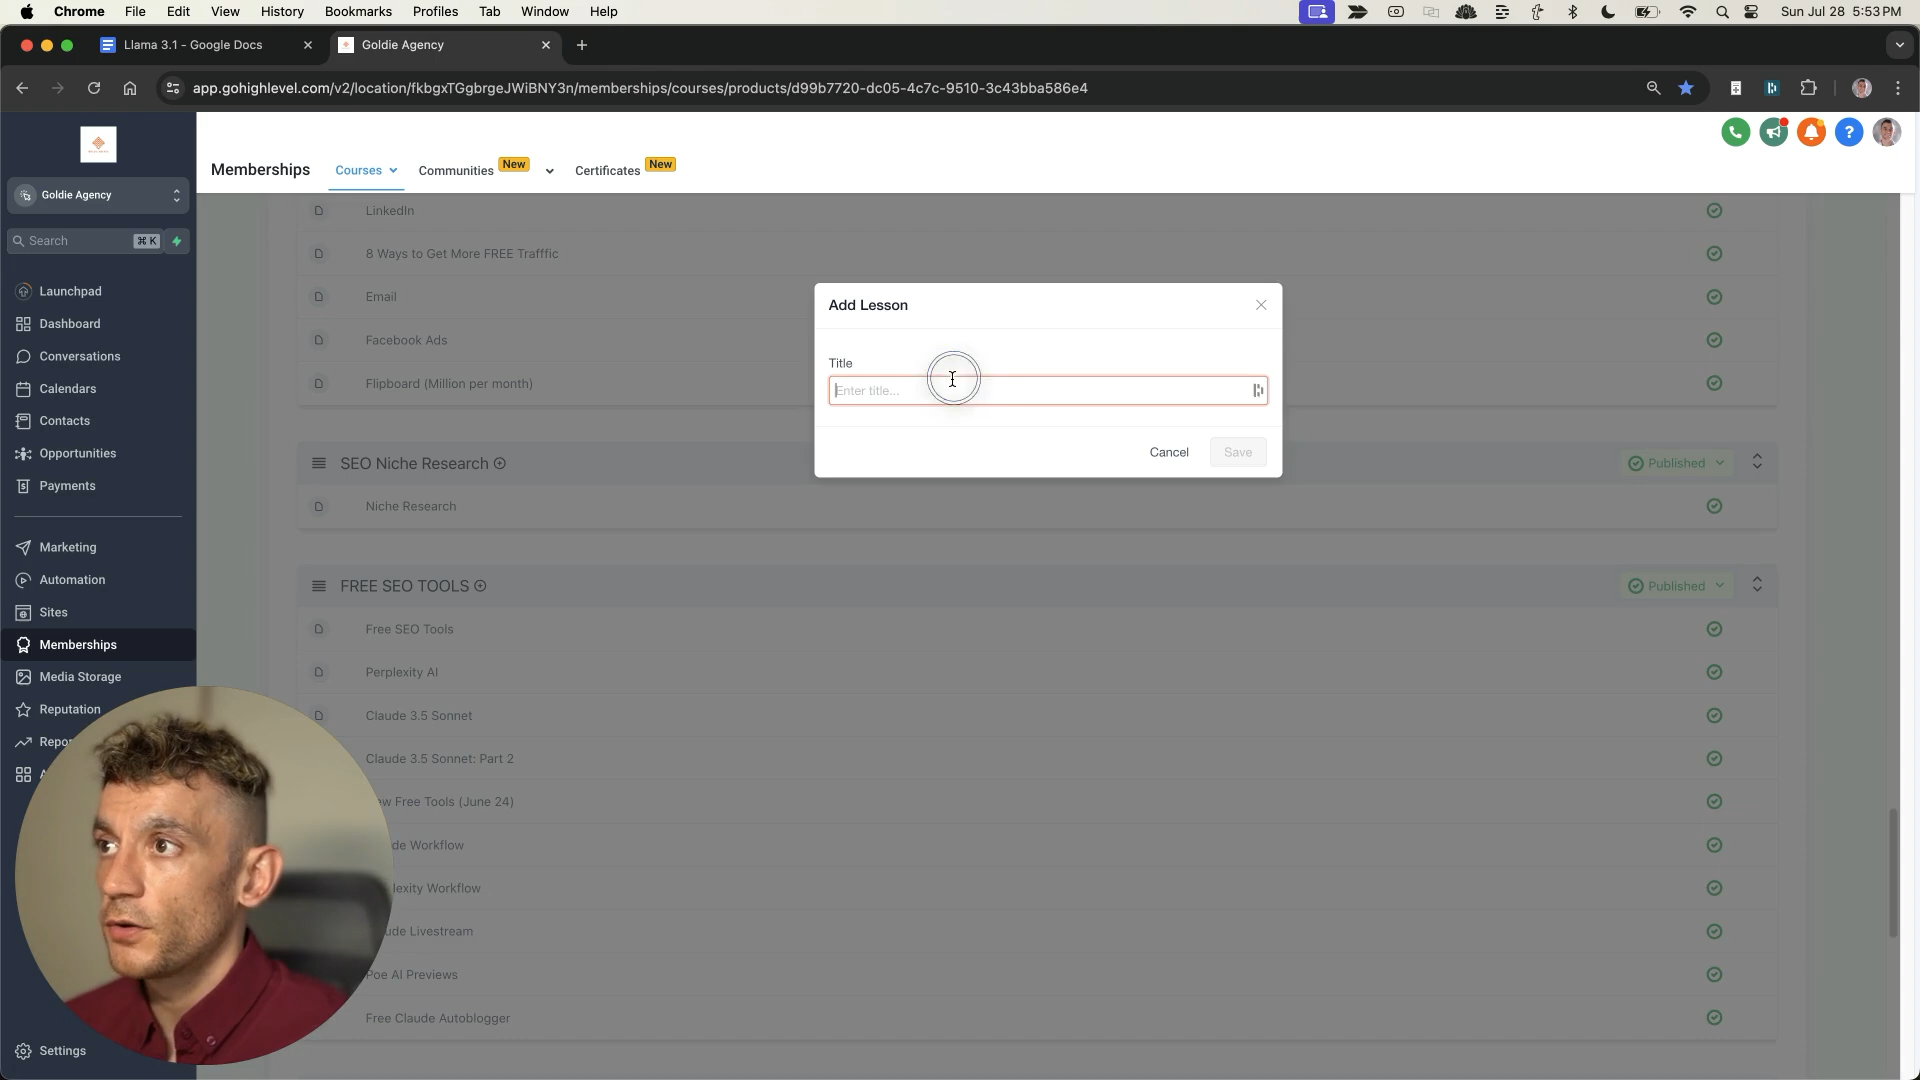 Chrome File Edit View History Bookmarks Profiles Tab Window Help Sun Jul 28 5:53 PM
Llama 3.1 - Google Docs
Goldie Agency
app.gohighlevel.com/v2/location/fkbgxTGgbrgeJWiBNY3n/memberships/courses/products/d99b7720-dc05-4c7c-9510-3c43bba586e4
Memberships Courses Communities New Certificates New
Goldie Agency
Search ⌘ K
Launchpad
Dashboard
Conversations
Calendars
Contacts
Opportunities
Payments
Marketing
Automation
Sites
Memberships
Media Storage
Reputation
Settings
LinkedIn
8 Ways to Get More FREE Trafffic
Email
Facebook Ads
Flipboard (Million per month)
Add Lesson
Title
Enter title...
Cancel Save
SEO Niche Research Published
Niche Research
FREE SEO TOOLS Published
Free SEO Tools
Perplexity AI
Claude 3.5 Sonnet
Claude 3.5 Sonnet: Part 2
Free Tools (June 24)
Workflow
Workflow
Livestream
Poe AI Previews
Free Claude Autoblogger